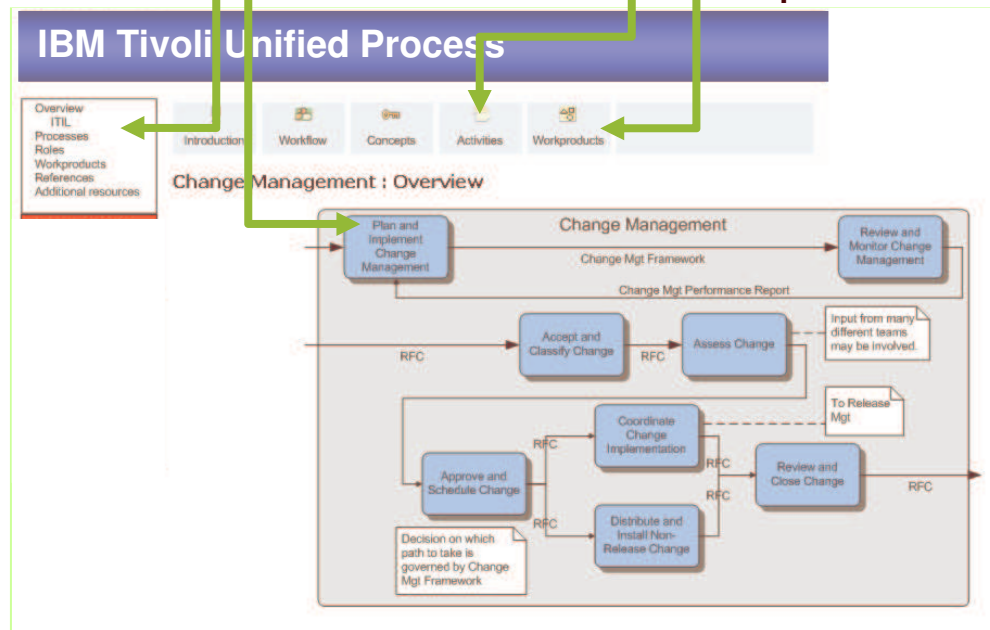 IBM Tivoli Unified Process
Overview
ITIL
Processes
Roles
Workproducts
References
Additional resources
Introduction
Workflow
Concepts
Activities
Workproducts
Change Management : Overview
Change Management
Plan and
Implement
Change
Management
Change Mgt Framework
Review and
Monitor Change
Management
Change Mgt Performance Report
RFC
Accept and
Classify Change
RFC
Assess Change
Input from many
different teams
may be involved.
To Release
Mgt
Approve and
Schedule Change
RFC
RFC
Coordinate
Change
Implementation
Distribute and
Install Non-
Release Change
RFC
RFC
Review and
Close Change
RFC
Decision on which
path to take is
governed by Change
Mgt Framework